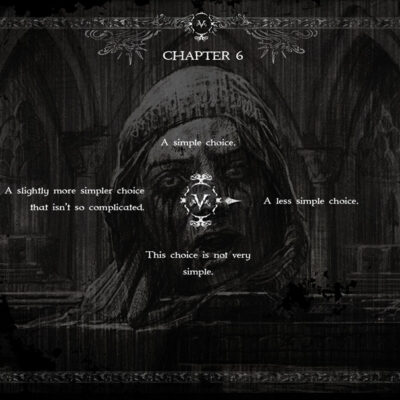 V
CHAPTER 6
A simple choice.
A slightly more simpler choice
that isn't so complicated.
V
A less simple choice.
This choice is not very
simple.